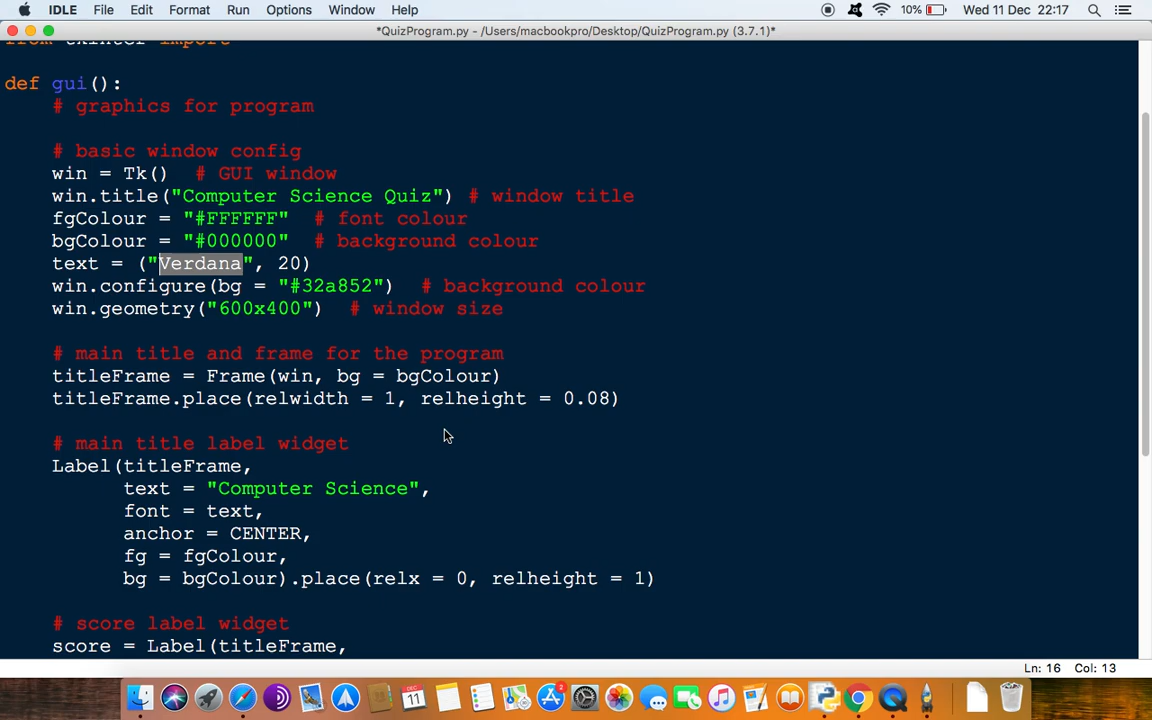 IDLE File Edit Format Run Options Window Help 10% Wed 11 Dec 22:17
*QuizProgram.py - /Users/macbookpro/Desktop/QuizProgram.py (3.7.1)*
from tkinter import
def gui():
# graphics for program
# basic window config
win = Tk() # GUI window
win.title("Computer Science Quiz") # window title
fgColour = "#FFFFFF" # font colour
bgColour = "#000000" # background colour
text = ("Verdana", 20)
win.configure(bg = "#32a852") # background colour
win.geometry("600x400") # window size
# main title and frame for the program
titleFrame = Frame(win, bg = bgColour)
titleFrame.place(relwidth = 1, relheight = 0.08)
# main title label widget
Label(titleFrame,
text = "Computer Science",
font = text,
anchor = CENTER,
fg = fgColour,
bg = bgColour).place(relx = 0, relheight = 1)
# score label widget
score = Label(titleFrame,
Ln: 16 Col: 13